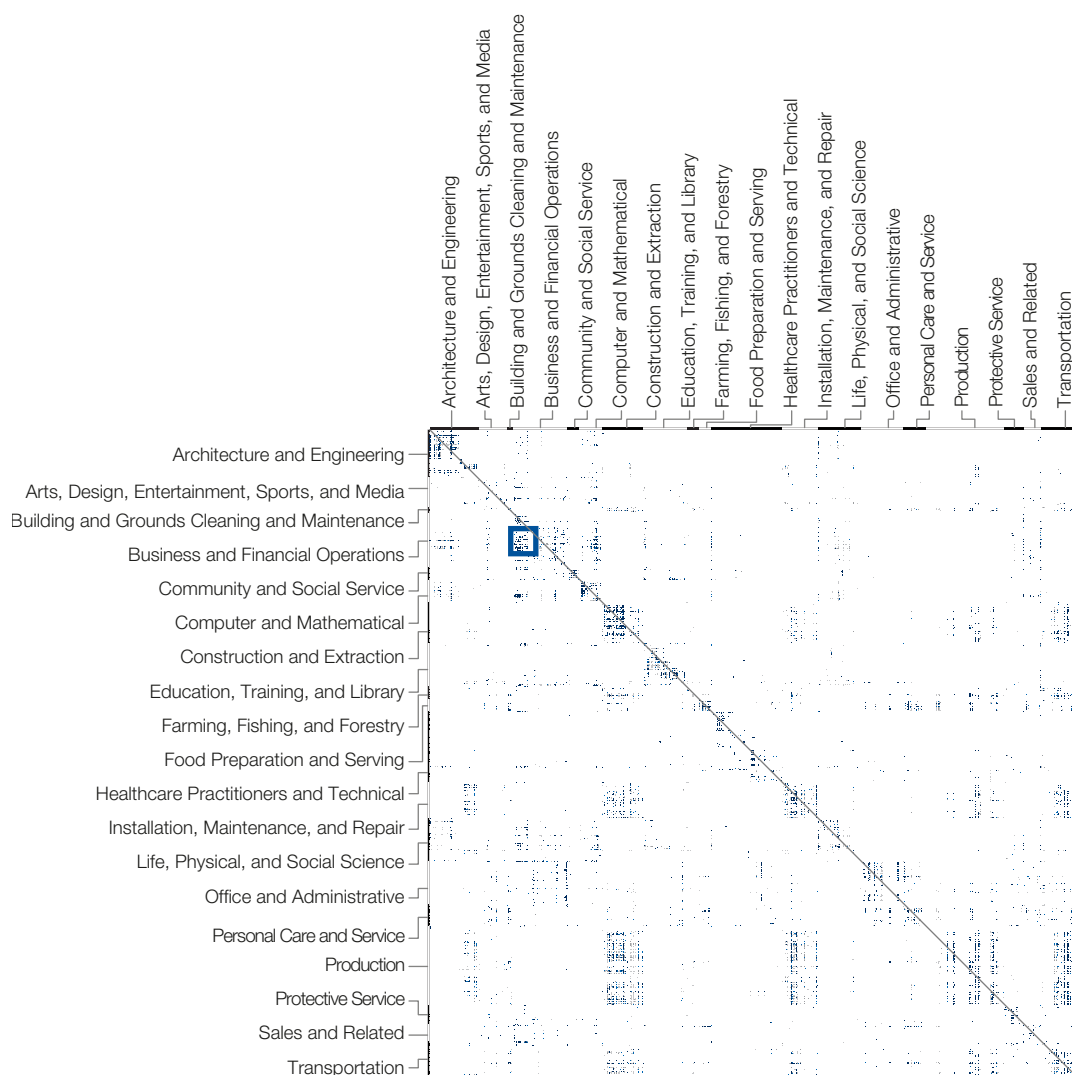 Architecture and Engineering
Arts, Design, Entertainment, Sports, and Media
Building and Grounds Cleaning and Maintenance
Business and Financial Operations
Community and Social Service
Computer and Mathematical
Construction and Extraction
Education, Training, and Library
Farming, Fishing, and Forestry
Food Preparation and Serving
Healthcare Practitioners and Technical
Installation, Maintenance, and Repair
Life, Physical, and Social Science
Office and Administrative
Personal Care and Service
Production
Protective Service
Sales and Related
Transportation
Architecture and Engineering
Arts, Design, Entertainment, Sports, and Media
Building and Grounds Cleaning and Maintenance
Business and Financial Operations
Community and Social Service
Computer and Mathematical
Construction and Extraction
Education, Training, and Library
Farming, Fishing, and Forestry
Food Preparation and Serving
Healthcare Practitioners and Technical
Installation, Maintenance, and Repair
Life, Physical, and Social Science
Office and Administrative
Personal Care and Service
Production
Protective Service
Sales and Related
Transportation